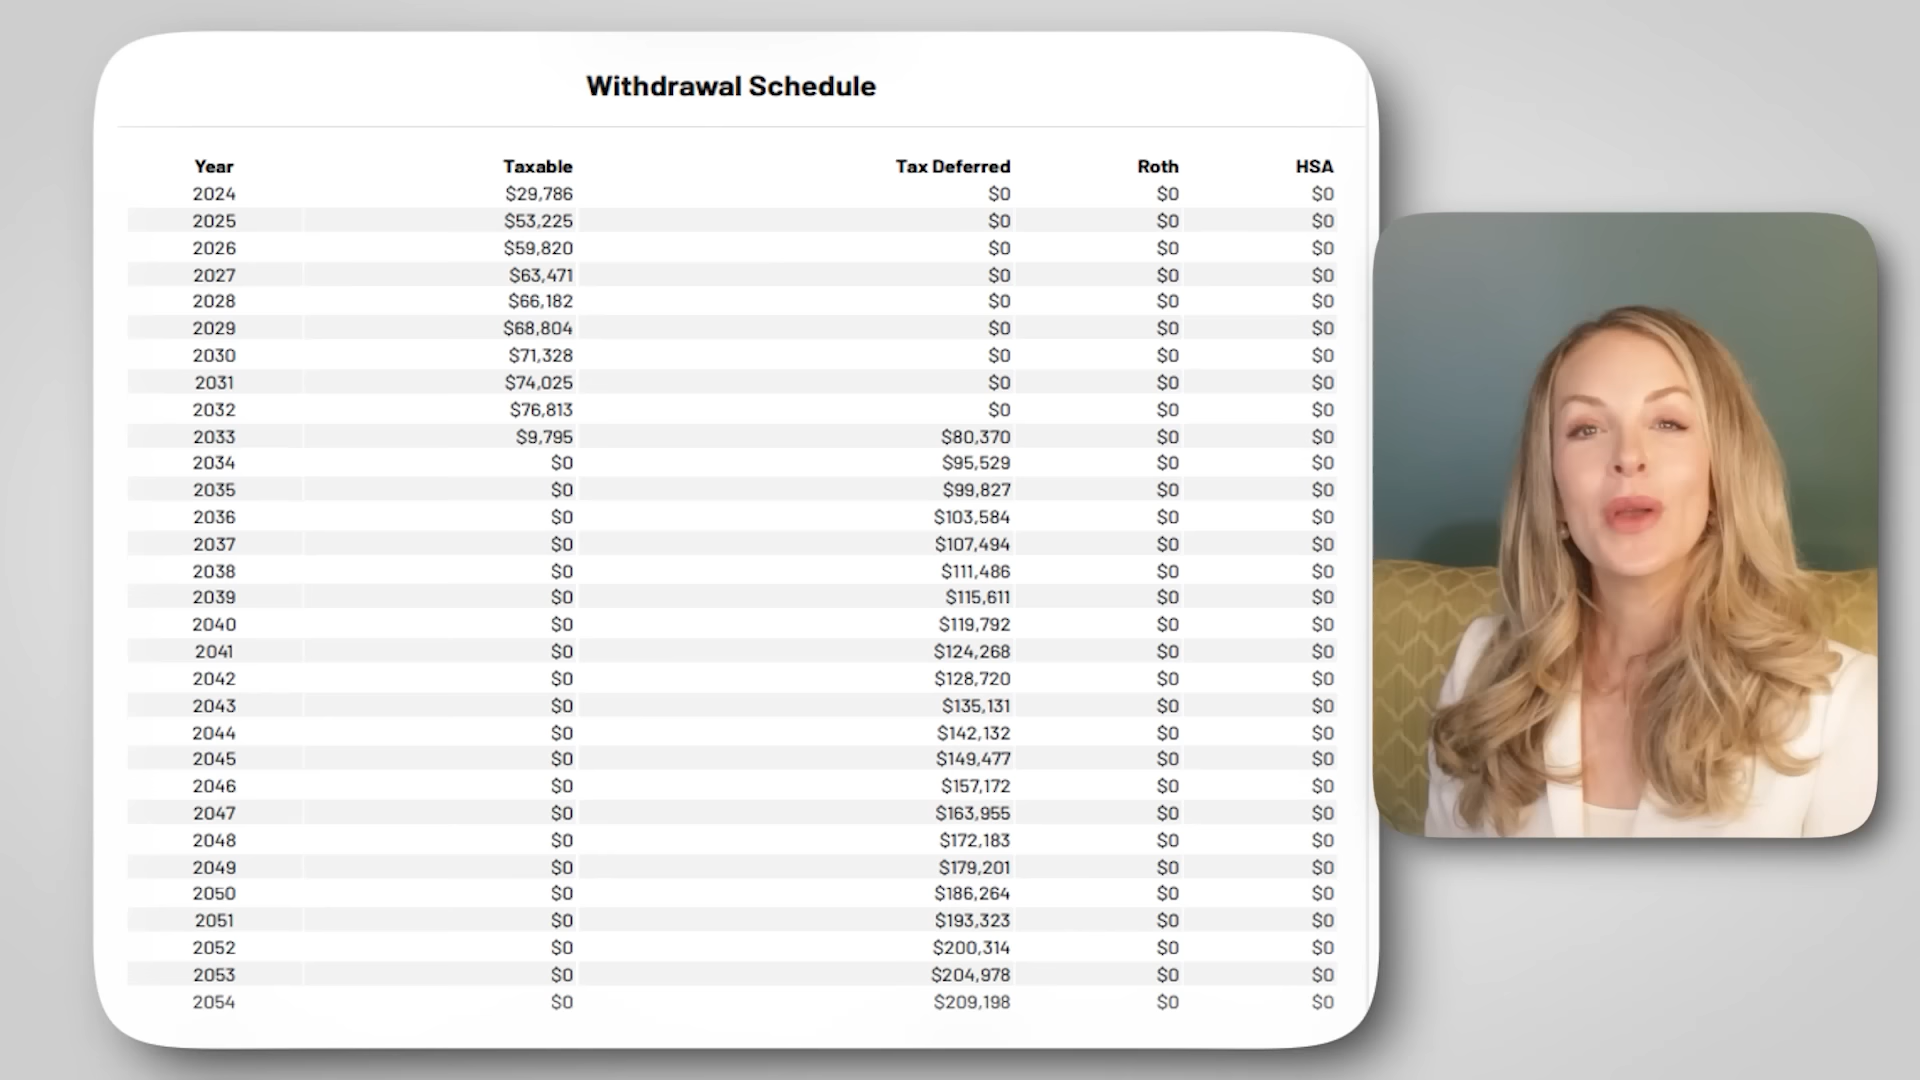 Withdrawal Schedule
Year Taxable Tax Deferred Roth HSA
2024 $29,786 $0 $0 $0
2025 $53,225 $0 $0 $0
2026 $59,820 $0 $0 $0
2027 $63,471 $0 $0 $0
2028 $66,182 $0 $0 $0
2029 $68,804 $0 $0 $0
2030 $71,328 $0 $0 $0
2031 $74,025 $0 $0 $0
2032 $76,813 $0 $0 $0
2033 $9,795 $80,370 $0 $0
2034 $0 $95,529 $0 $0
2035 $0 $99,827 $0 $0
2036 $0 $103,584 $0 $0
2037 $0 $107,494 $0 $0
2038 $0 $111,486 $0 $0
2039 $0 $115,611 $0 $0
2040 $0 $119,792 $0 $0
2041 $0 $124,268 $0 $0
2042 $0 $128,720 $0 $0
2043 $0 $135,131 $0 $0
2044 $0 $142,132 $0 $0
2045 $0 $149,477 $0 $0
2046 $0 $157,172 $0 $0
2047 $0 $163,955 $0 $0
2048 $0 $172,183 $0 $0
2049 $0 $179,201 $0 $0
2050 $0 $186,264 $0 $0
2051 $0 $193,323 $0 $0
2052 $0 $200,314 $0 $0
2053 $0 $204,978 $0 $0
2054 $0 $209,198 $0 $0